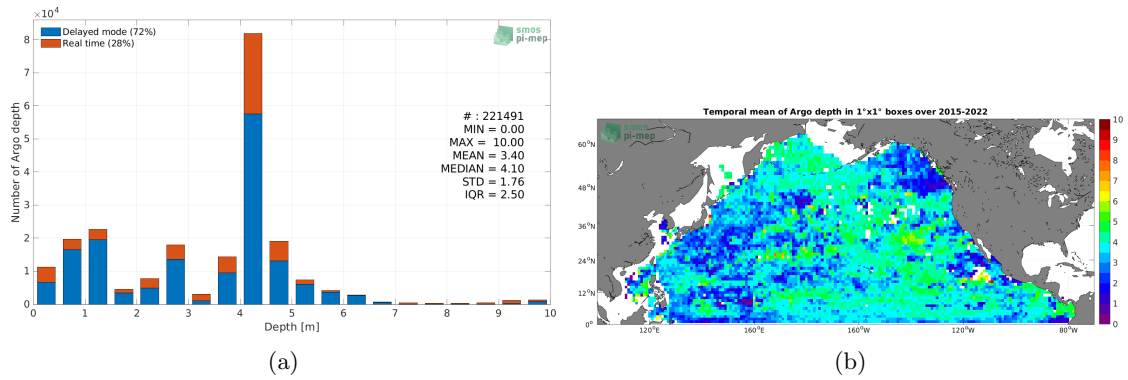 ×10⁴
Delayed mode (72%)
Real time (28%)
smos
pi-mep
# : 221491
MIN = 0.00
MAX = 10.00
MEAN = 3.40
MEDIAN = 4.10
STD = 1.76
IQR = 2.50
Number of Argo depth
8
7
6
5
4
3
2
1
0
0 1 2 3 4 5 6 7 8 9 10
Depth [m]
(a)
Temporal mean of Argo depth in 1°x1° boxes over 2015-2022
smos
pi-mep
60°N
48°N
36°N
24°N
12°N
0°
120°E 160°E 160°W 120°W 80°W
10
9
8
7
6
5
4
3
2
1
0
(b)